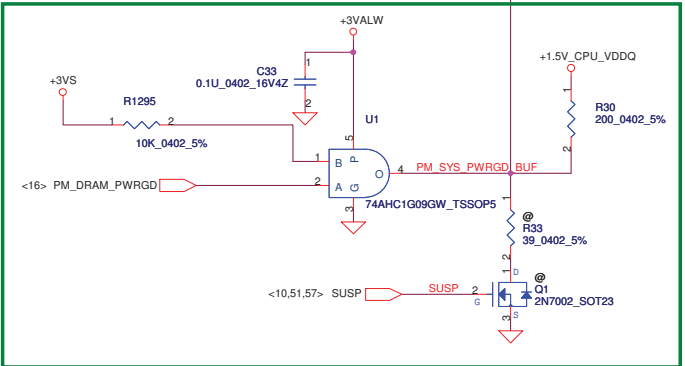 +3VALW
+1.5V_CPU_VDDQ
1
C33
0.1U_0402_16V4Z
2
+3VS
R1295
1
2
10K_0402_5%
U1
1
R30
200_0402_5%
2
5
1
B
P
O
4
PM_SYS_PWRGD_BUF
<16> PM_DRAM_PWRGD
2
A
G
3
74AHC1G09GW_TSSOP5
1
@
R33
39_0402_5%
2
<10,51,57> SUSP
SUSP
2
G
1
D
@
Q1
2N7002_SOT23
3
S